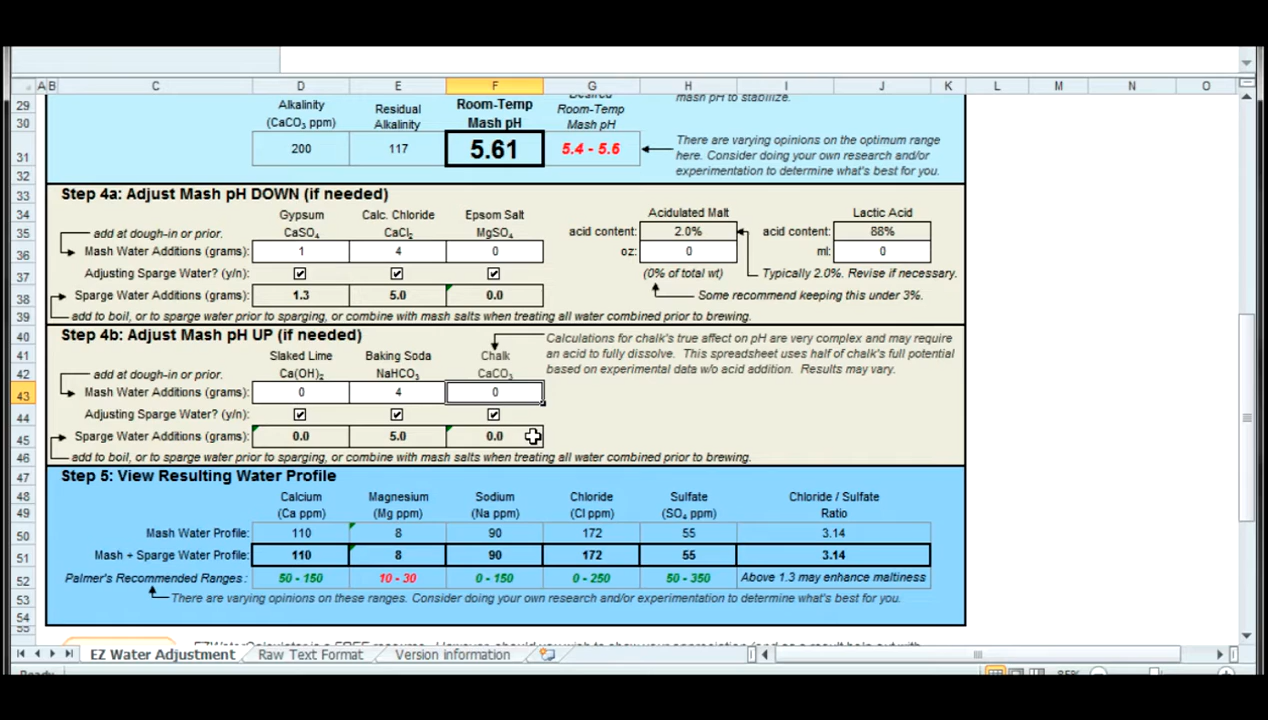 A B C D E F G H I J K L M N O
29 Alkalinity Room-Temp Desired mash pH to stabilize.
30 (CaCO₃ ppm) Residual Alkalinity Mash pH Room-Temp Mash pH
31 200 117 5.61 5.4 - 5.6 There are varying opinions on the optimum range
here. Consider doing your own research and/or
32 experimentation to determine what's best for you.
33 Step 4a: Adjust Mash pH DOWN (if needed)
34 Gypsum Calc. Chloride Epsom Salt Acidulated Malt Lactic Acid
35 add at dough-in or prior. CaSO₄ CaCl₂ MgSO₄ acid content: 2.0% acid content: 88%
36 Mash Water Additions (grams): 1 4 0 oz: 0 ml: 0
37 Adjusting Sparge Water? (y/n): (0% of total wt) Typically 2.0%. Revise if necessary.
38 Sparge Water Additions (grams): 1.3 5.0 0.0 Some recommend keeping this under 3%.
39 add to boil, or to sparge water prior to sparging, or combine with mash salts when treating all water combined prior to brewing.
40 Step 4b: Adjust Mash pH UP (if needed) Calculations for chalk's true affect on pH are very complex and may require
41 Slaked Lime Baking Soda Chalk an acid to fully dissolve. This spreadsheet uses half of chalk's full potential
42 add at dough-in or prior. Ca(OH)₂ NaHCO₃ CaCO₃ based on experimental data w/o acid addition. Results may vary.
43 Mash Water Additions (grams): 0 4 0
44 Adjusting Sparge Water? (y/n):
45 Sparge Water Additions (grams): 0.0 5.0 0.0
46 add to boil, or to sparge water prior to sparging, or combine with mash salts when treating all water combined prior to brewing.
47 Step 5: View Resulting Water Profile
48 Calcium Magnesium Sodium Chloride Sulfate Chloride / Sulfate
49 (Ca ppm) (Mg ppm) (Na ppm) (Cl ppm) (SO₄ ppm) Ratio
50 Mash Water Profile: 110 8 90 172 55 3.14
51 Mash + Sparge Water Profile: 110 8 90 172 55 3.14
52 Palmer's Recommended Ranges: 50 - 150 10 - 30 0 - 150 0 - 250 50 - 350 Above 1.3 may enhance maltiness
53 There are varying opinions on these ranges. Consider doing your own research and/or experimentation to determine what's best for you.
54
55
EZ Water Adjustment Raw Text Format Version information
85%